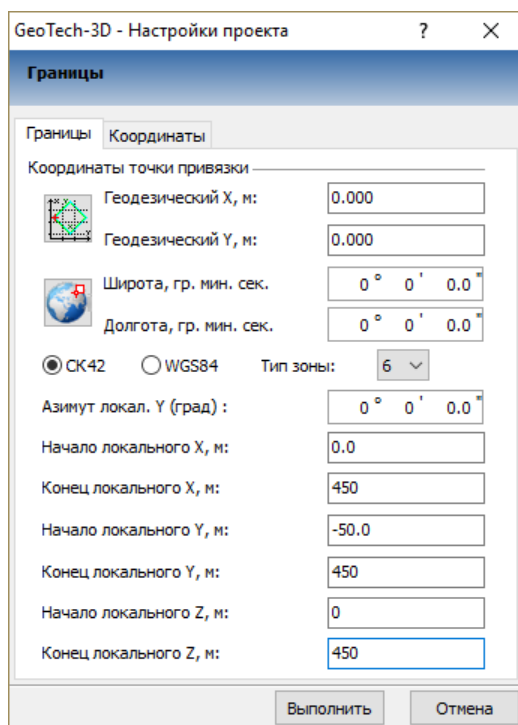 GeoTech-3D - Настройки проекта ?
Границы
Границы Координаты
Координаты точки привязки
Геодезический X, м: 0.000
Геодезический Y, м: 0.000
Широта, гр. мин. сек. 0 ° 0 ' 0.0 "
Долгота, гр. мин. сек. 0 ° 0 ' 0.0 "
СК42 WGS84 Тип зоны: 6
Азимут локал. Y (град) : 0 ° 0 ' 0.0 "
Начало локального X, м: 0.0
Конец локального X, м: 450
Начало локального Y, м: -50.0
Конец локального Y, м: 450
Начало локального Z, м: 0
Конец локального Z, м: 450
Выполнить Отмена